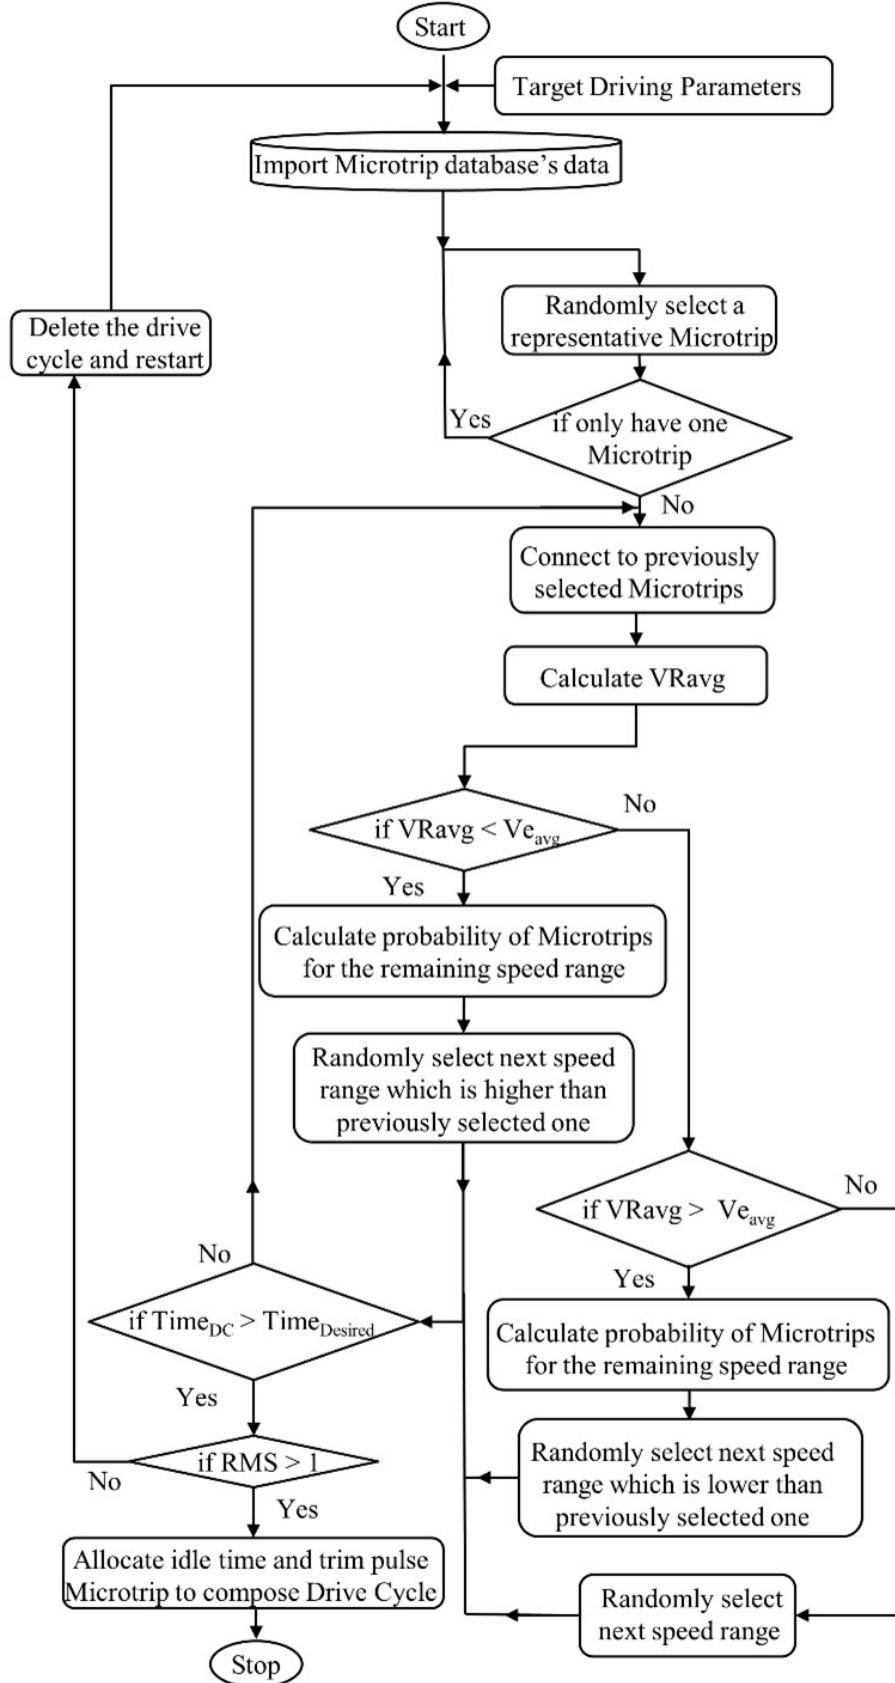 Start
Target Driving Parameters
Import Microtrip database's data
Randomly select a
representative Microtrip
Delete the drive
cycle and restart
Yes
if only have one
Microtrip
No
Connect to previously
selected Microtrips
Calculate VRavg
No
if VRavg < Veavg
Yes
Calculate probability of Microtrips
for the remaining speed range
Randomly select next speed
range which is higher than
previously selected one
No
if VRavg > Veavg
Yes
No
if TimeDC > TimeDesired
Calculate probability of Microtrips
for the remaining speed range
Yes
Randomly select next speed
range which is lower than
previously selected one
if RMS > 1
No
Yes
Allocate idle time and trim pulse
Microtrip to compose Drive Cycle
Randomly select
next speed range
Stop